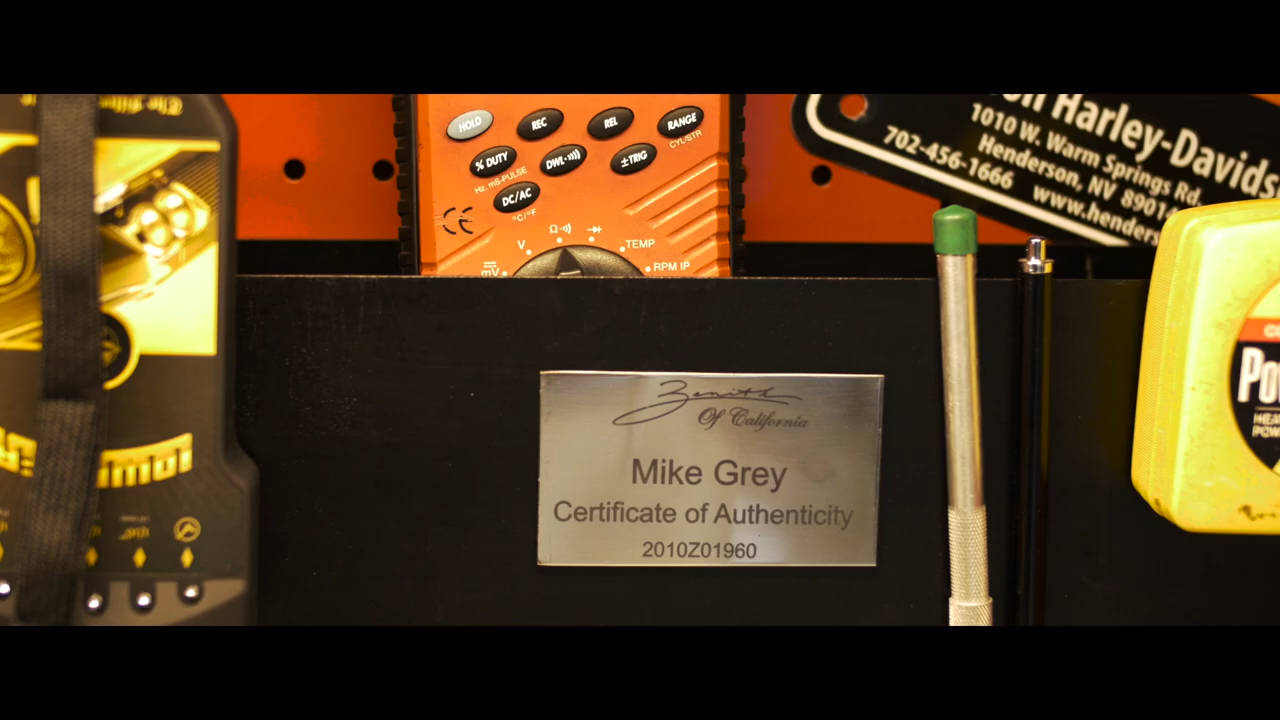 HOLD
REC
REL
RANGE
CYL/STR
% DUTY
DWL
±TRIG
Hz. mS-PULSE
DC/AC
°C/°F
CE
Ω
V
TEMP
mV
RPM IP
Harley-Davids
1010 W. Warm Springs Rd.
Henderson, NV 89014
702-456-1666 www.henders
Zenith
Of California
Mike Grey
Certificate of Authenticity
2010Z01960